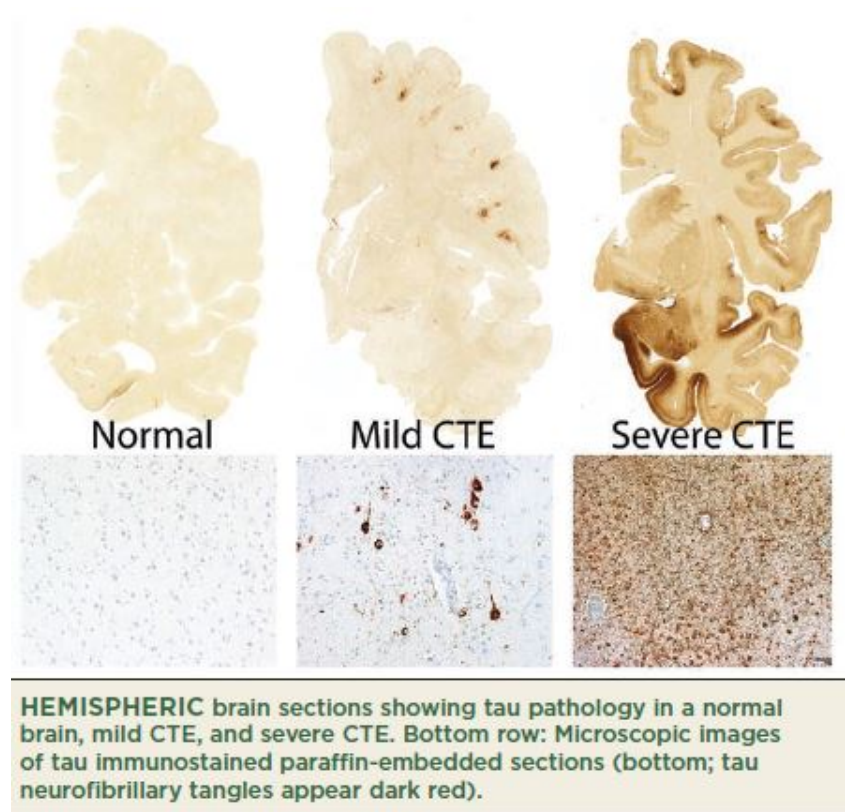 Normal Mild CTE Severe CTE
HEMISPHERIC brain sections showing tau pathology in a normal
brain, mild CTE, and severe CTE. Bottom row: Microscopic images
of tau immunostained paraffin-embedded sections (bottom; tau
neurofibrillary tangles appear dark red).